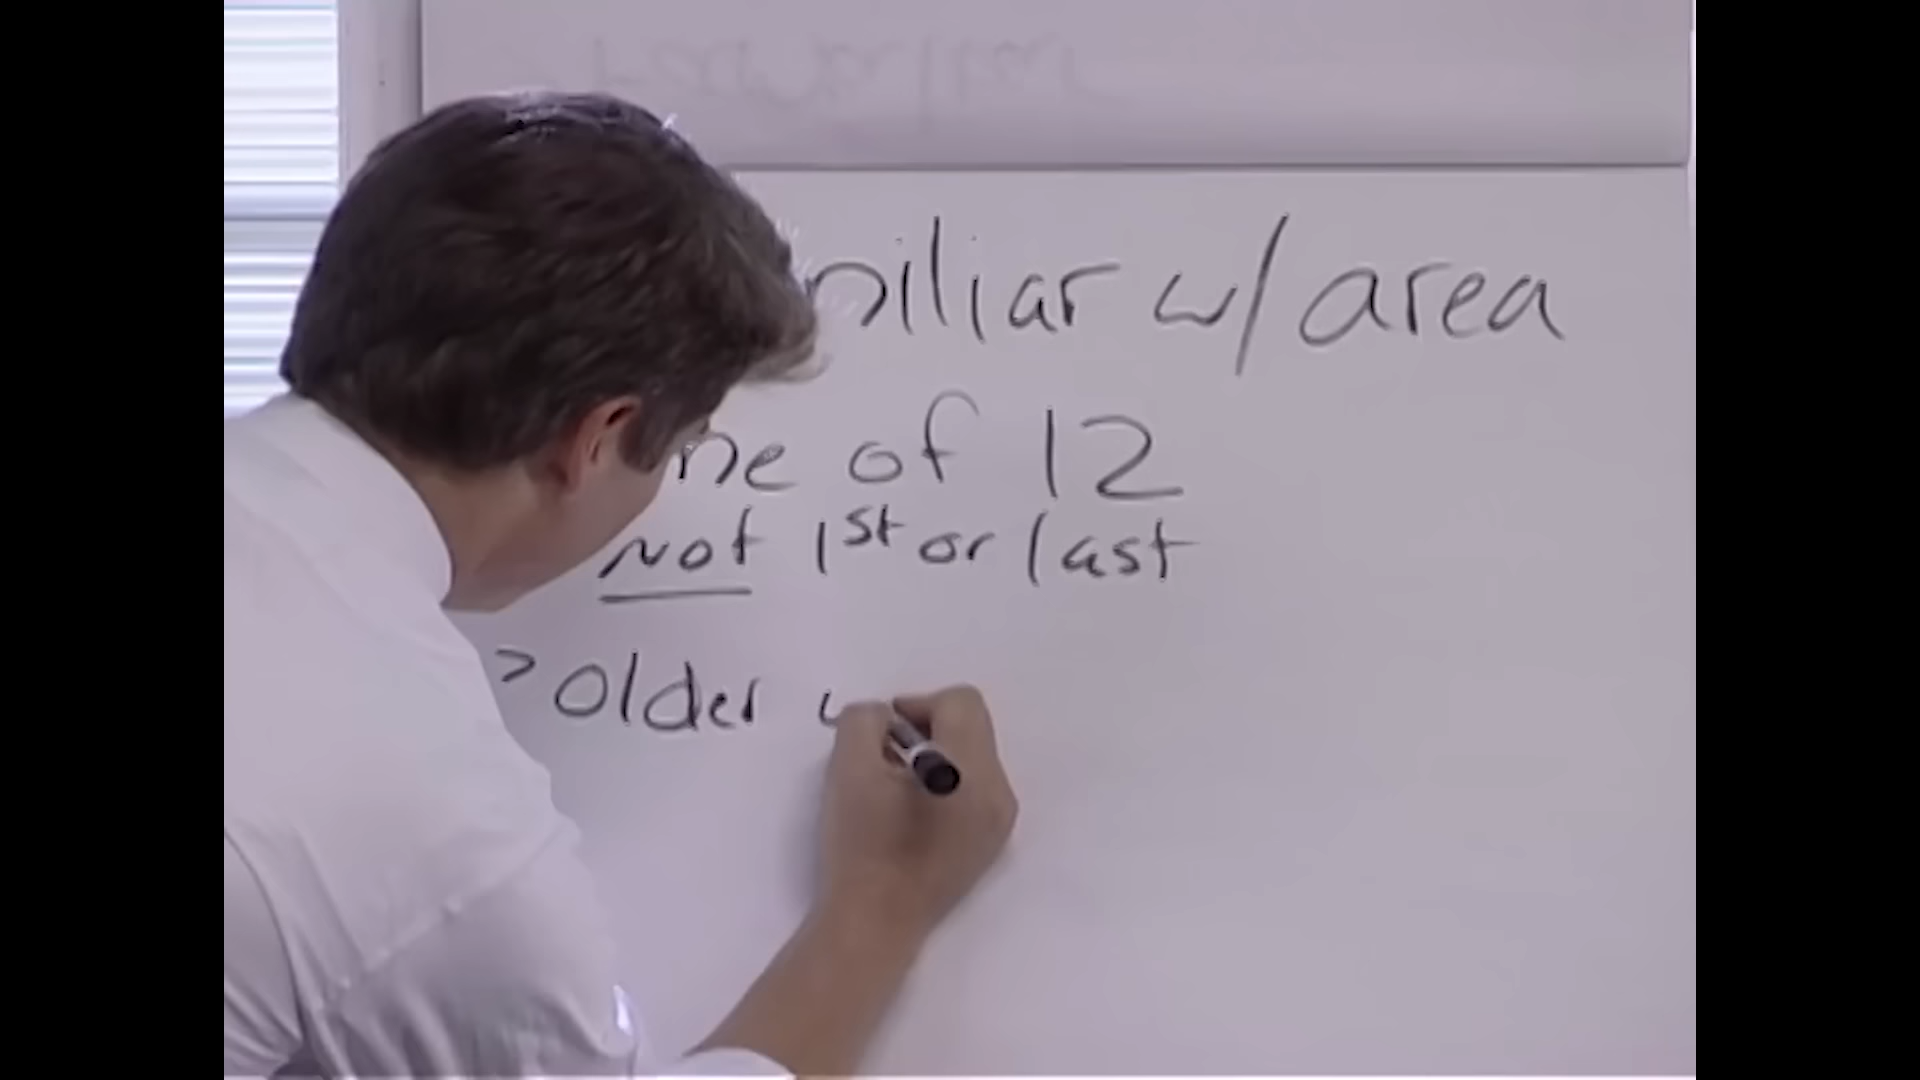 miliar w/ area
ne of 12
not 1st or last
> older